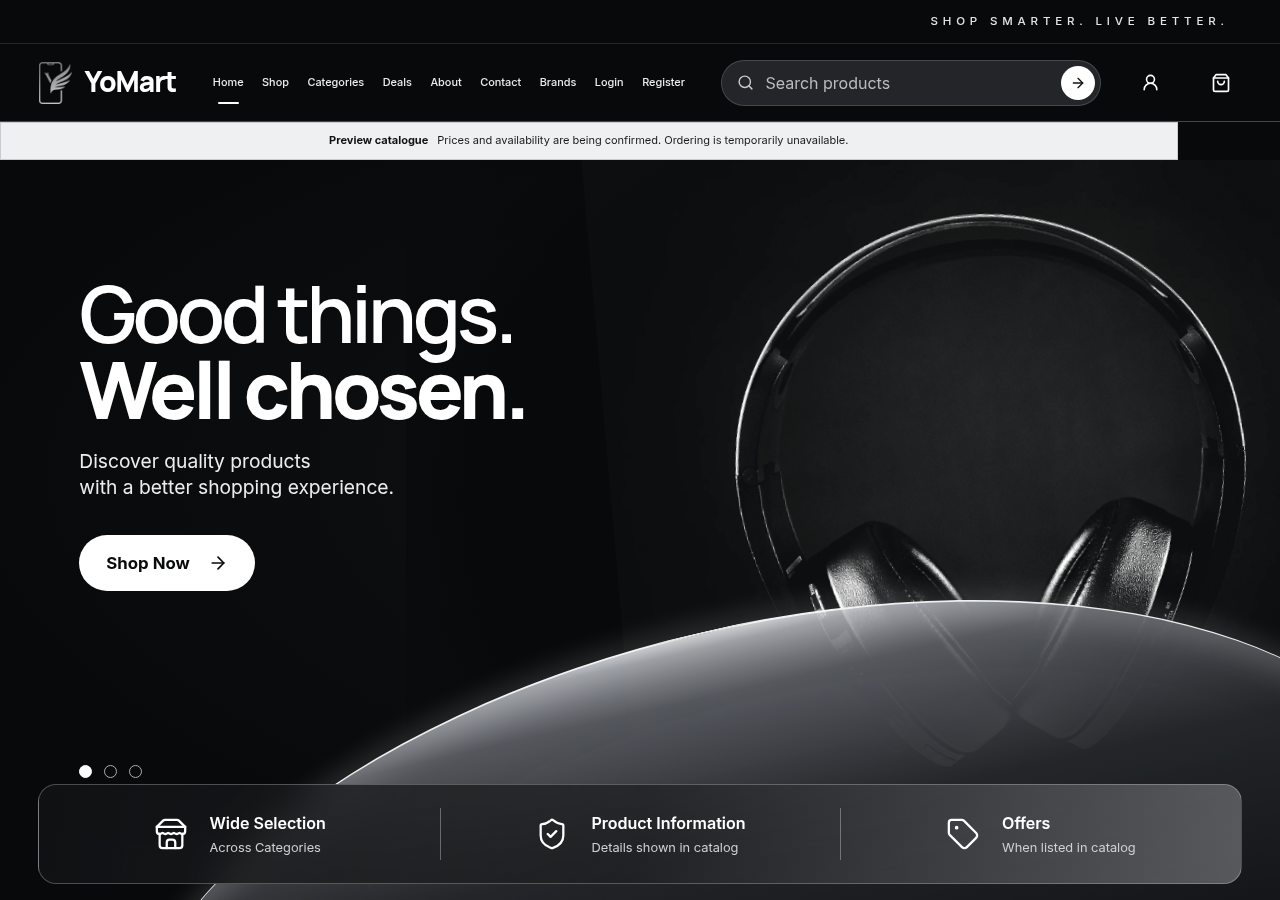 SHOP SMARTER. LIVE BETTER.
YoMart
Home Shop Categories Deals About Contact Brands Login Register
Search products
Preview catalogue Prices and availability are being confirmed. Ordering is temporarily unavailable.
Good things.
Well chosen.
Discover quality products
with a better shopping experience.
Shop Now
Wide Selection
Across Categories
Product Information
Details shown in catalog
Offers
When listed in catalog